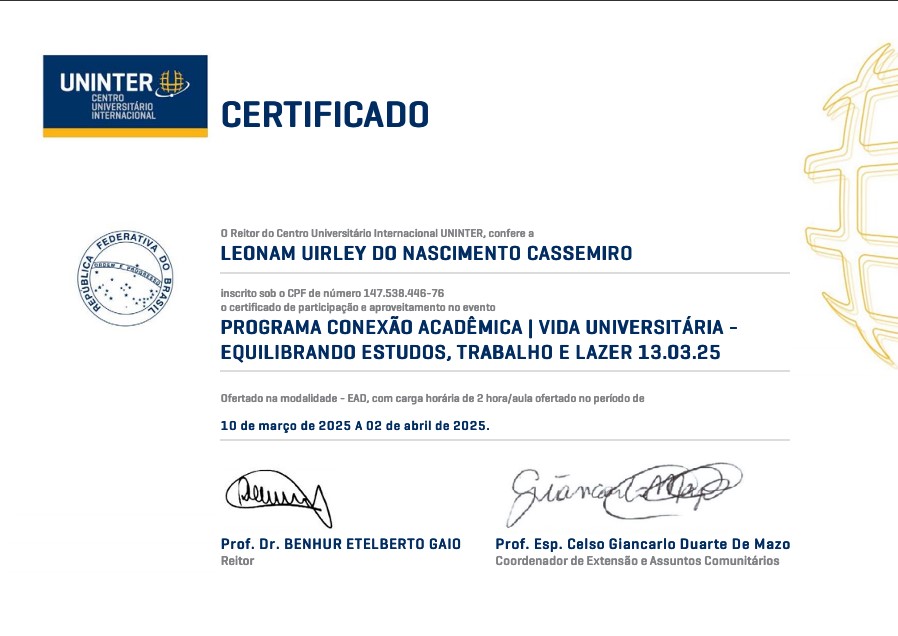 UNINTER
CENTRO
UNIVERSITÁRIO
INTERNACIONAL
CERTIFICADO
REPÚBLICA FEDERATIVA DO BRASIL
ORDEM E PROGRESSO
O Reitor do Centro Universitário Internacional UNINTER, confere a
LEONAM UIRLEY DO NASCIMENTO CASSEMIRO
inscrito sob o CPF de número 147.538.446-76
o certificado de participação e aproveitamento no evento
PROGRAMA CONEXÃO ACADÊMICA | VIDA UNIVERSITÁRIA -
EQUILIBRANDO ESTUDOS, TRABALHO E LAZER 13.03.25
Ofertado na modalidade - EAD, com carga horária de 2 hora/aula ofertado no período de
10 de março de 2025 A 02 de abril de 2025.
Prof. Dr. BENHUR ETELBERTO GAIO
Reitor
Prof. Esp. Celso Giancarlo Duarte De Mazo
Coordenador de Extensão e Assuntos Comunitários